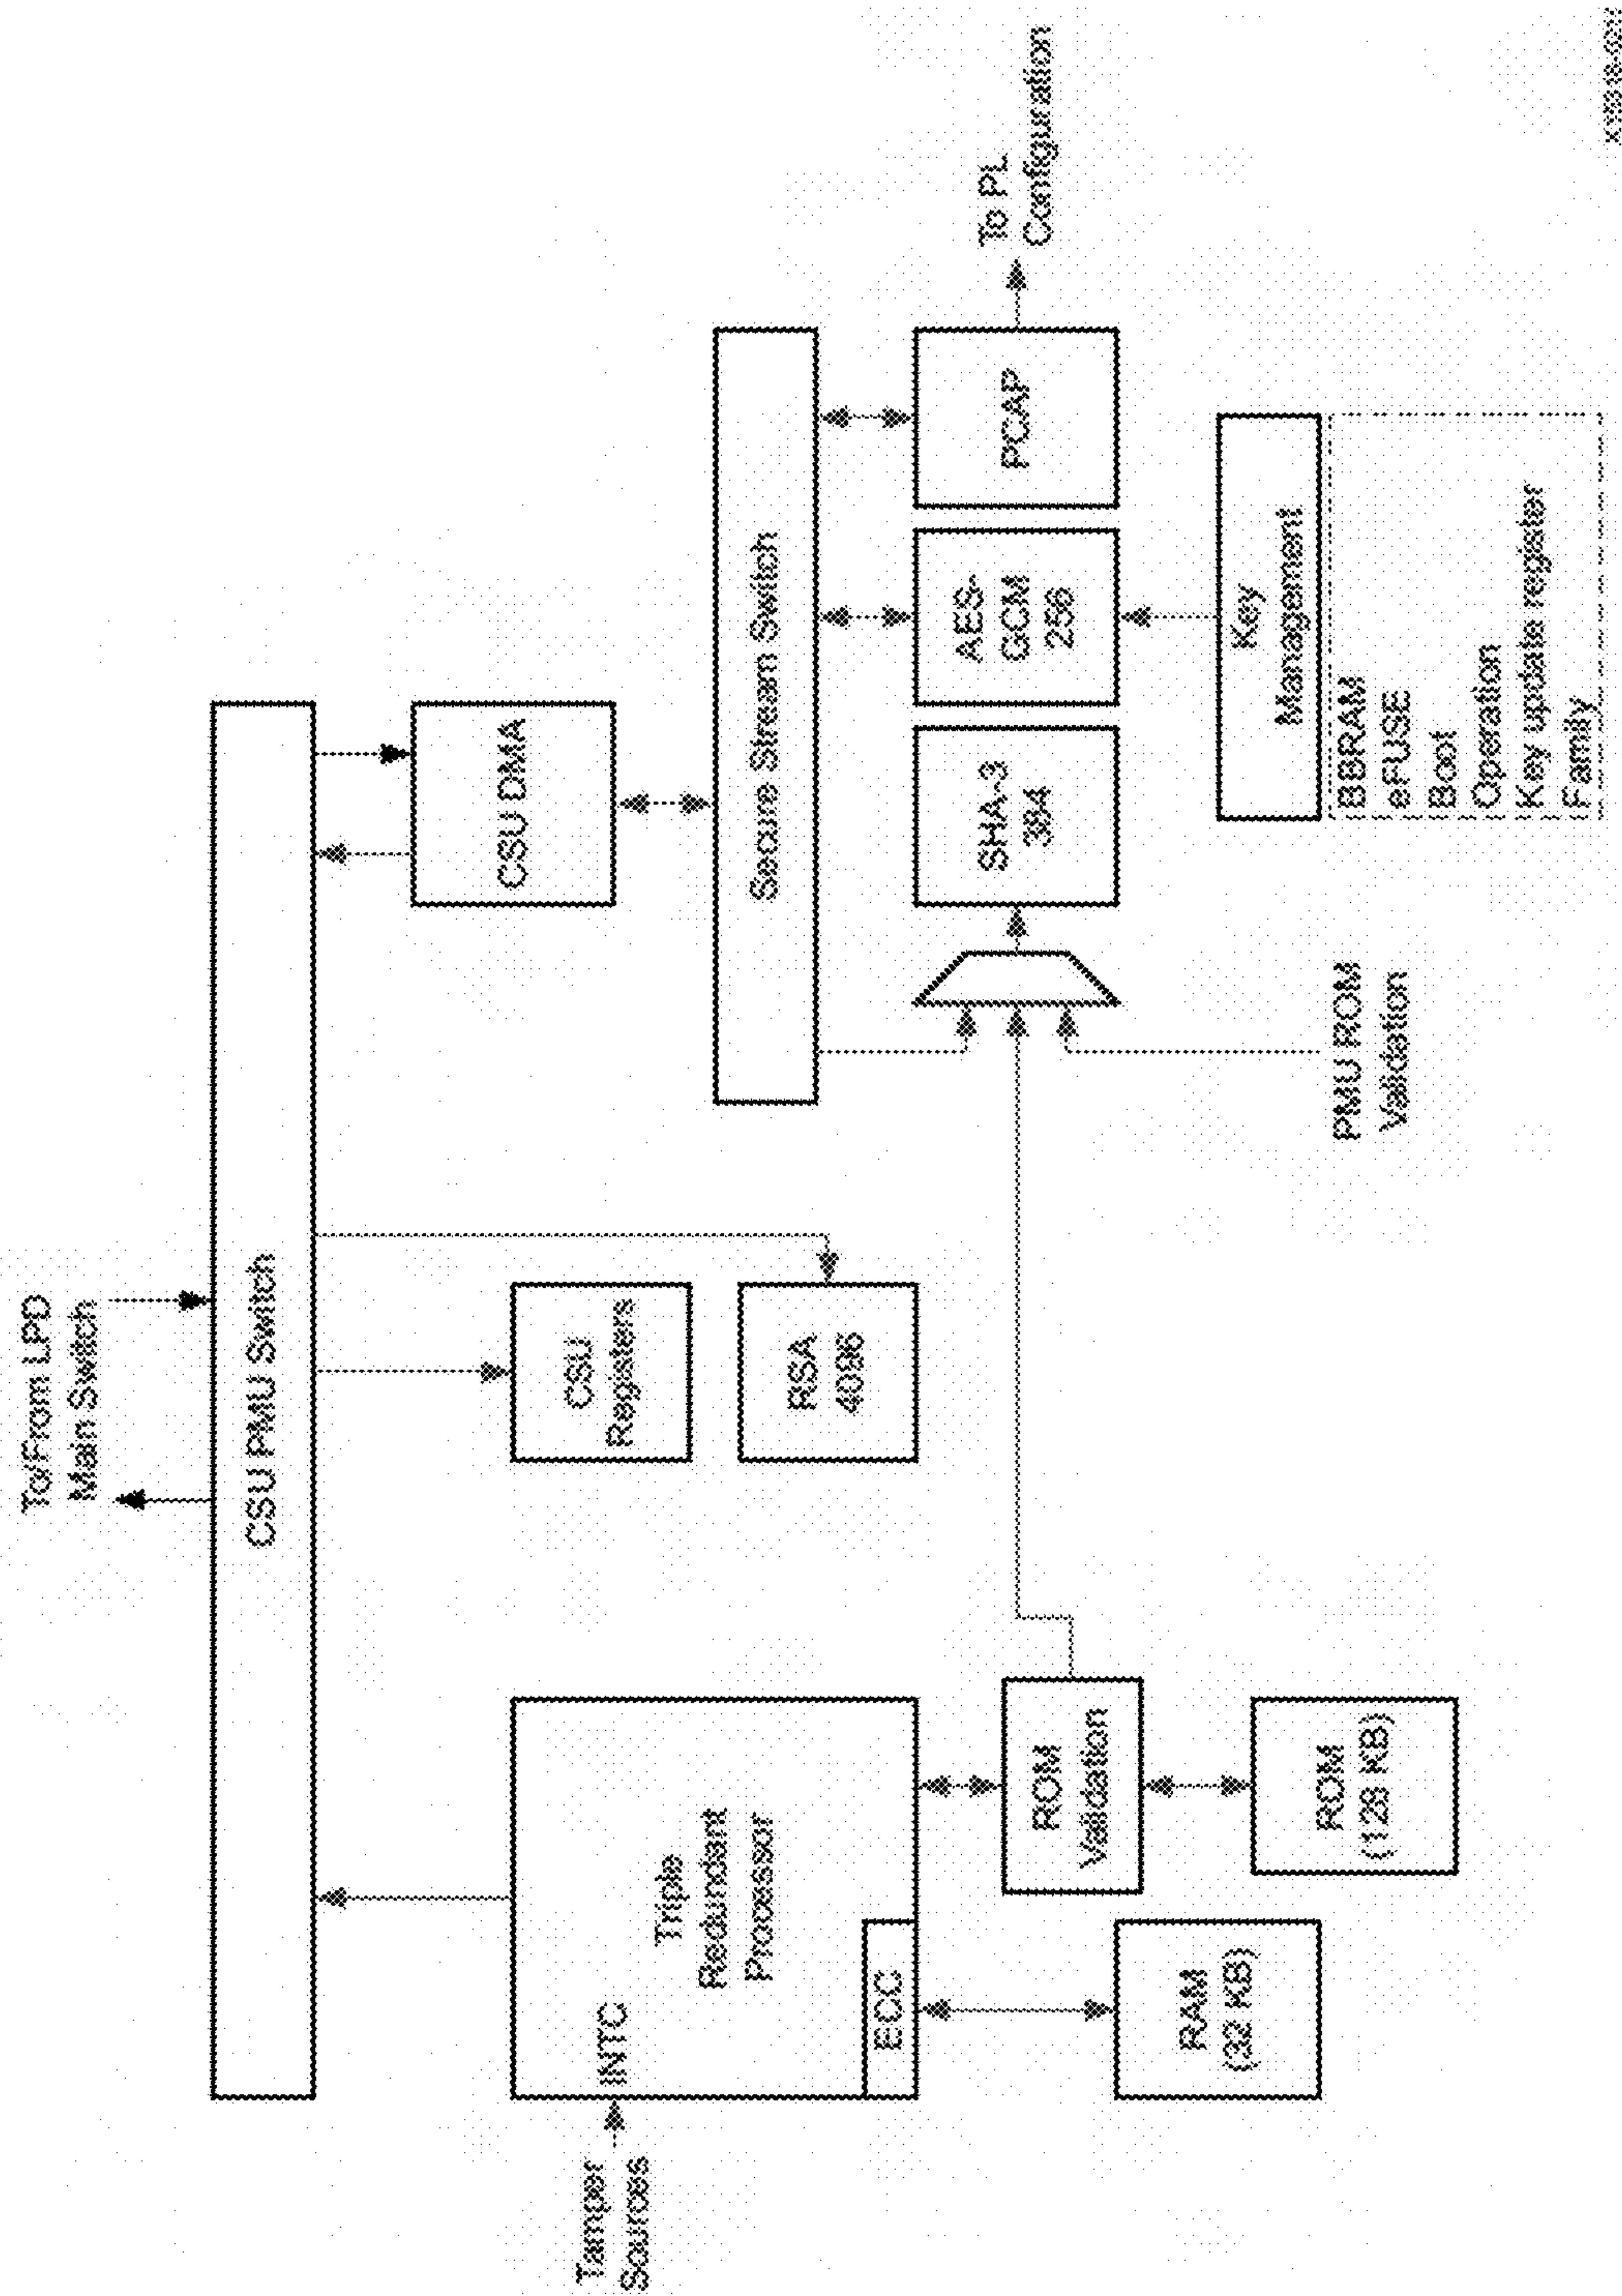 To/From LPD
Main Switch
CSU PMU Switch
Tamper
Sources
INTC
Triple
Redundant
Processor
ECC
CSU
Registers
CSU DMA
RSA
4096
Secure Stream Switch
ROM
Validation
SHA-3
384
AES-
GCM
256
PCAP
To PL
Configuration
RAM
(32 KB)
ROM
(128 KB)
PMU ROM
Validation
Key
Management
BBRAM
eFUSE
Boot
Operation
Key update register
Family